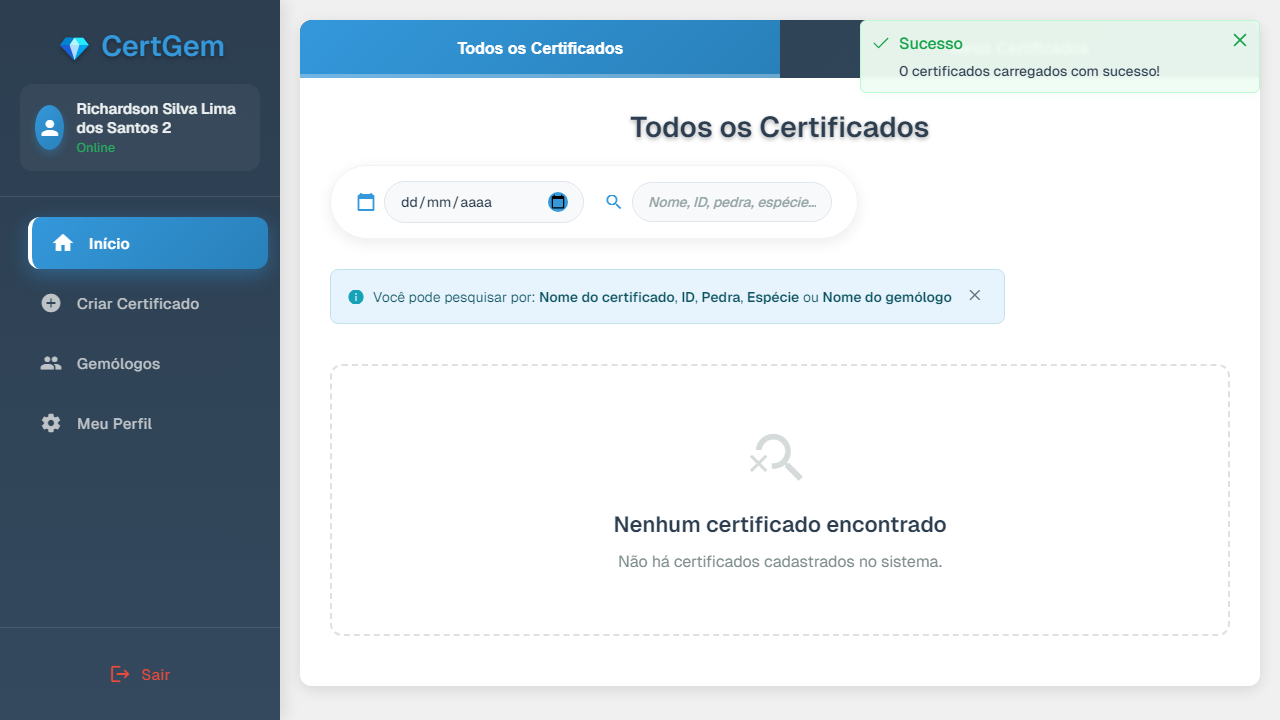 CertGem
Richardson Silva Lima
dos Santos 2
Online
Início
Criar Certificado
Gemólogos
Meu Perfil
Sair
Todos os Certificados
Sucesso
0 certificados carregados com sucesso!
Todos os Certificados
dd/mm/aaaa
Nome, ID, pedra, espécie...
Você pode pesquisar por: Nome do certificado, ID, Pedra, Espécie ou Nome do gemólogo
Nenhum certificado encontrado
Não há certificados cadastrados no sistema.